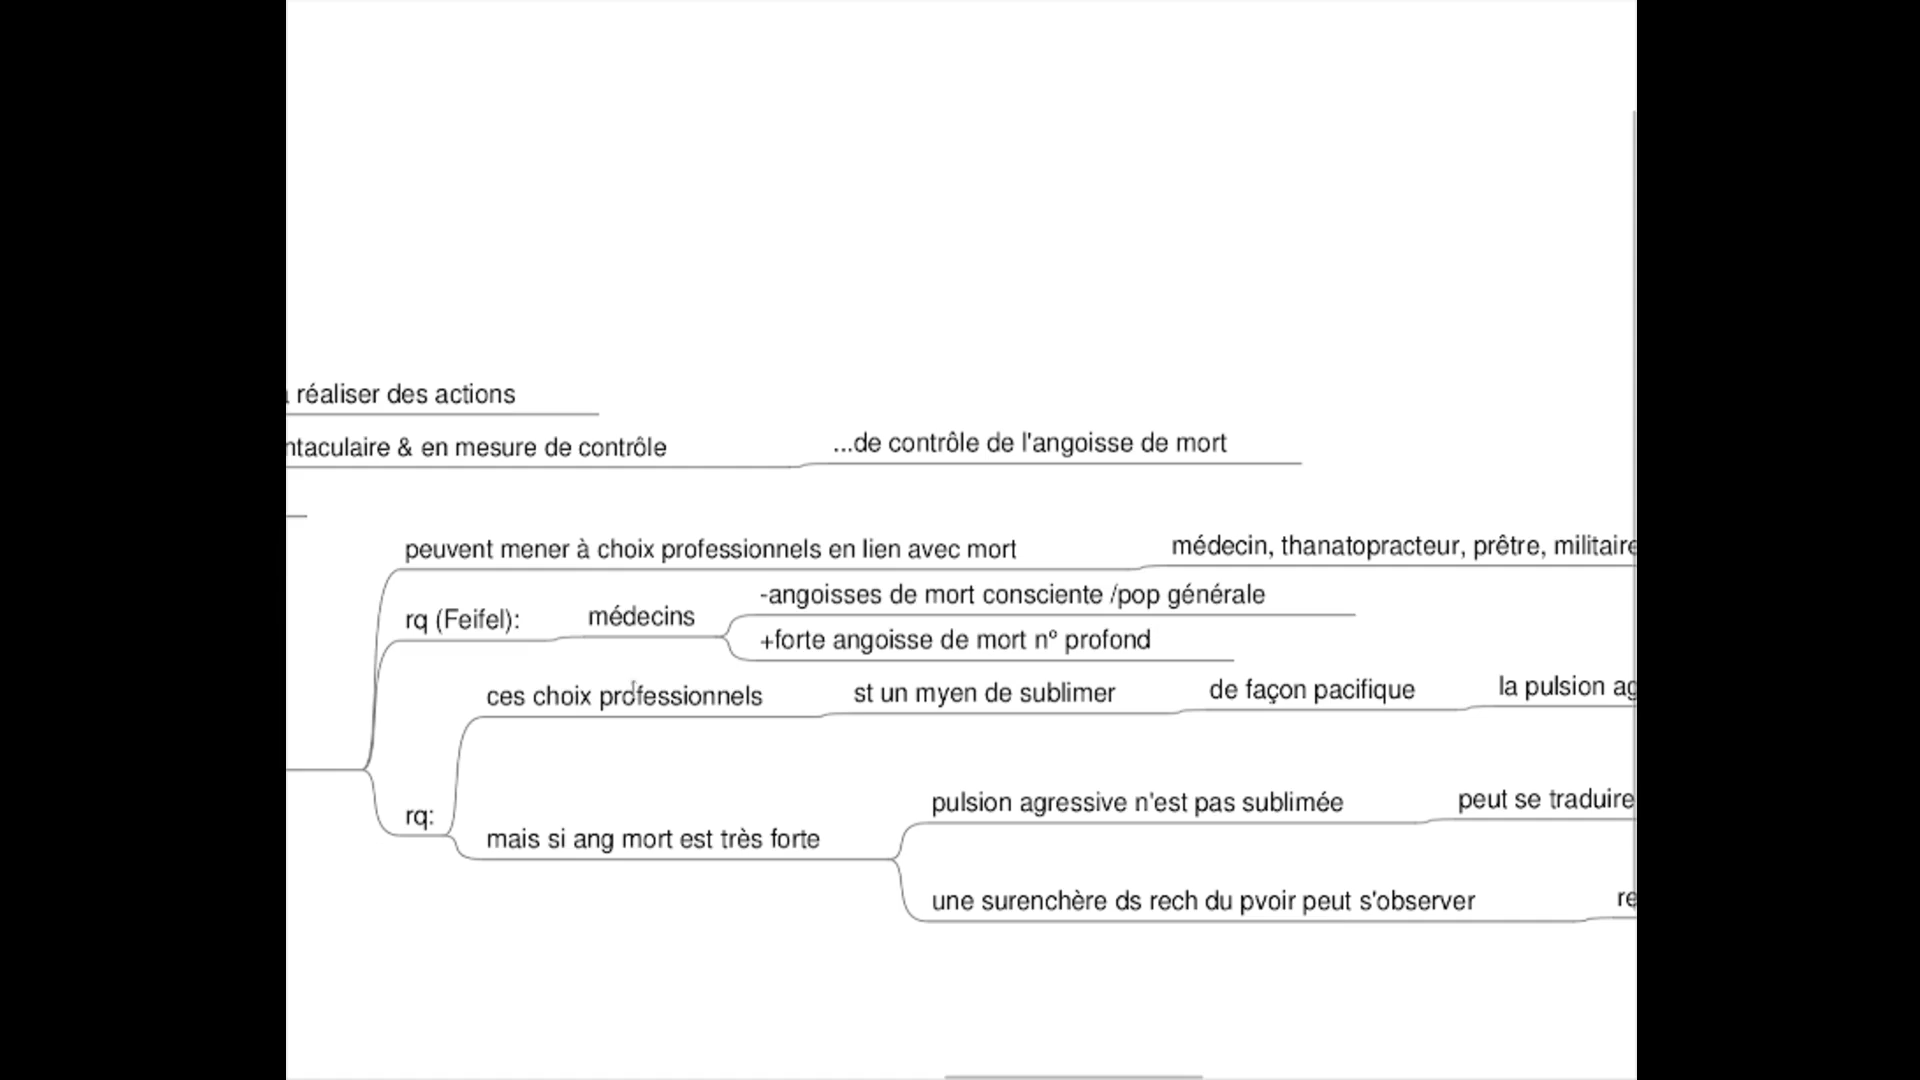 réaliser des actions
ntaculaire & en mesure de contrôle
...de contrôle de l'angoisse de mort
peuvent mener à choix professionnels en lien avec mort
médecin, thanatopracteur, prêtre, militaire
rq (Feifel):
médecins
-angoisses de mort consciente /pop générale
+forte angoisse de mort n° profond
ces choix professionnels
st un myen de sublimer
de façon pacifique
la pulsion ag
rq:
mais si ang mort est très forte
pulsion agressive n'est pas sublimée
peut se traduire
une surenchère ds rech du pvoir peut s'observer
re